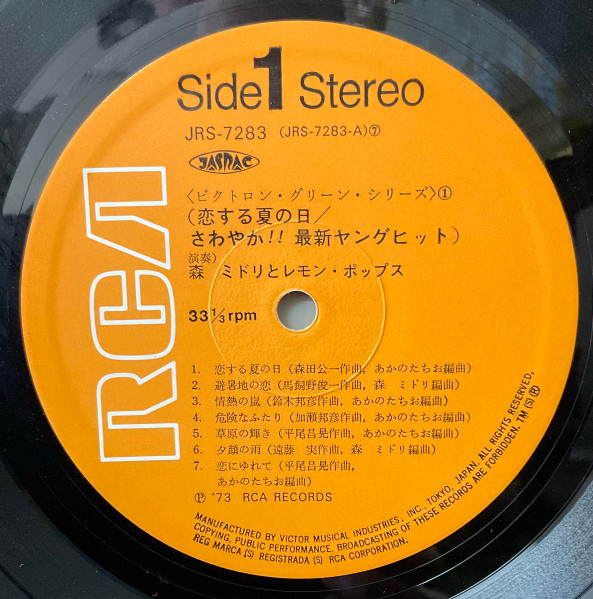 Side 1 Stereo
JRS-7283 (JRS-7283-A)⑦
JASRAC
〈ビクトロン・グリーン・シリーズ〉①
(恋する夏の日/
さわやか!! 最新ヤングヒット)
演奏)
森 ミドリとレモン・ポップス
RCA
33 1/3 rpm
1. 恋する夏の日 (森田公一作曲, あかのたちお編曲)
2. 避暑地の恋 (馬飼野俊一作曲, 森 ミドリ編曲)
3. 情熱の嵐 (鈴木邦彦作曲, あかのたちお編曲)
4. 危険なふたり (加瀬邦彦作曲, あかのたちお編曲)
5. 草原の輝き (平尾昌晃作曲, あかのたちお編曲)
6. 夕顔の雨 (遠藤 実作曲, 森 ミドリ編曲)
7. 恋にゆれて (平尾昌晃作曲,
あかのたちお編曲)
Ⓟ '73 RCA RECORDS
MANUFACTURED BY VICTOR MUSICAL INDUSTRIES, INC., TOKYO, JAPAN, ALL RIGHTS RESERVED,
COPYING, PUBLIC PERFORMANCE, BROADCASTING OF THESE RECORDS ARE FORBIDDEN. TM (S) Ⓡ
REG MARCA (S) REGISTRADA (S) RCA CORPORATION.